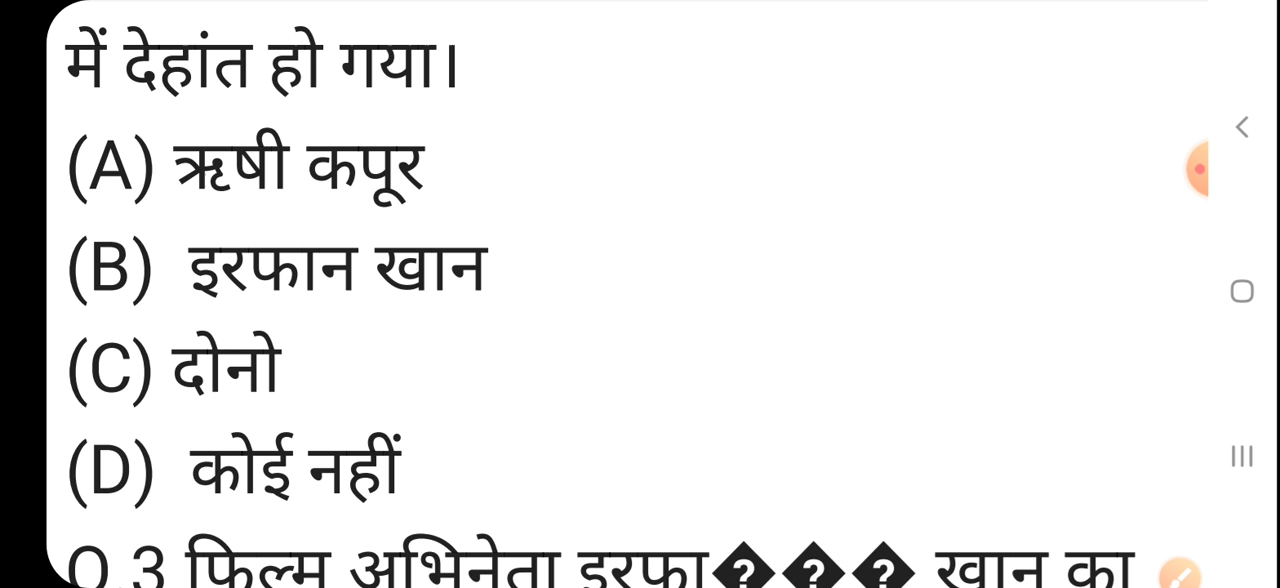 में देहांत हो गया।
(A) ऋषी कपूर
(B) इरफान खान
(C) दोनो
(D) कोई नहीं
Q.3 फिल्म अभिनेता इरफा��� खान का